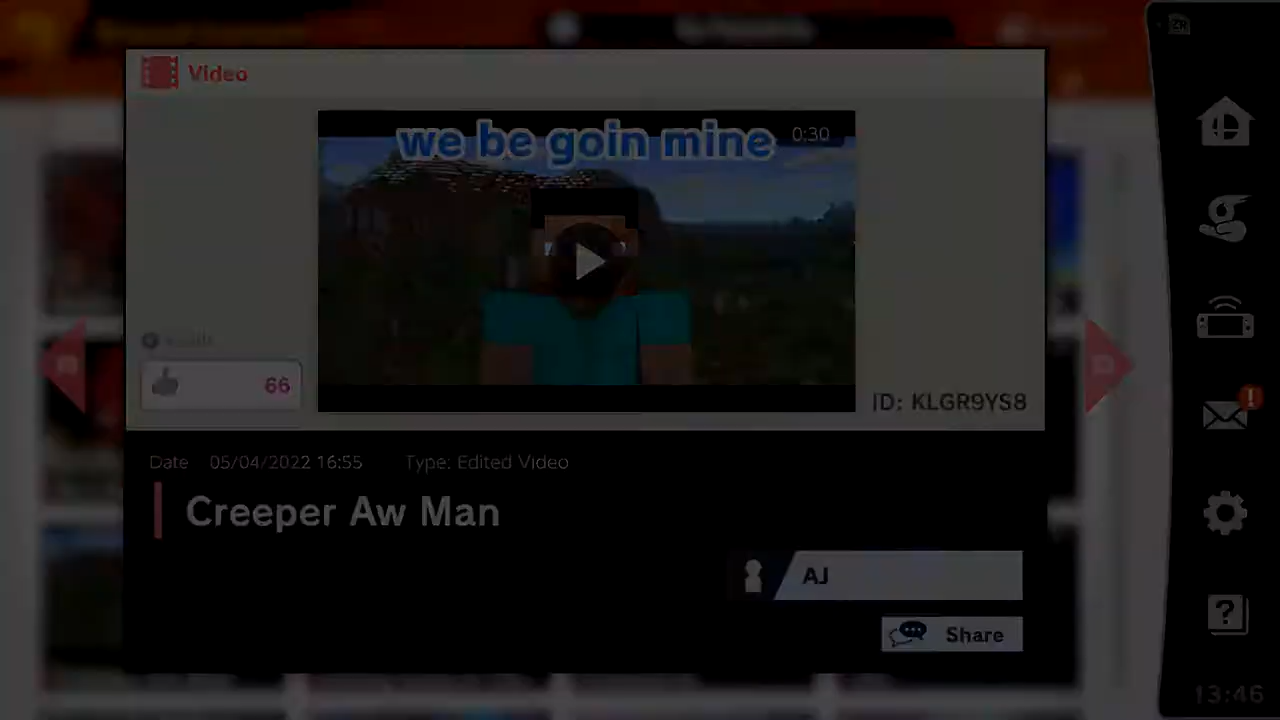 ZR
Video
we be goin mine
0:30
66
ID: KLGR9YS8
Date 05/04/2022 16:55 Type: Edited Video
Creeper Aw Man
AJ
Share
13:46